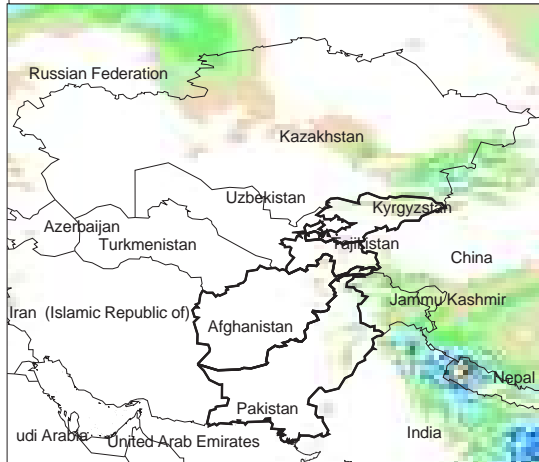 Russian Federation
Kazakhstan
Uzbekistan
Kyrgyzstan
Azerbaijan
Turkmenistan
Tajikistan
China
Jammu Kashmir
Iran (Islamic Republic of)
Afghanistan
Nepal
Pakistan
udi Arabia
United Arab Emirates
India